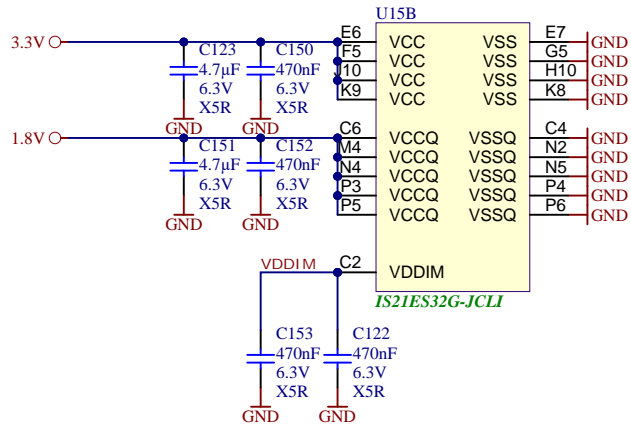 U15B
3.3V
E6 VCC VSS E7 GND
F5 VCC VSS G5 GND
J10 VCC VSS H10 GND
K9 VCC VSS K8 GND
C123
4.7µF
6.3V
X5R
GND
C150
470nF
6.3V
X5R
GND
1.8V
C6 VCCQ VSSQ C4 GND
M4 VCCQ VSSQ N2 GND
N4 VCCQ VSSQ N5 GND
P3 VCCQ VSSQ P4 GND
P5 VCCQ VSSQ P6 GND
C151
4.7µF
6.3V
X5R
GND
C152
470nF
6.3V
X5R
GND
VDDIM C2 VDDIM
IS21ES32G-JCLI
C153
470nF
6.3V
X5R
GND
C122
470nF
6.3V
X5R
GND